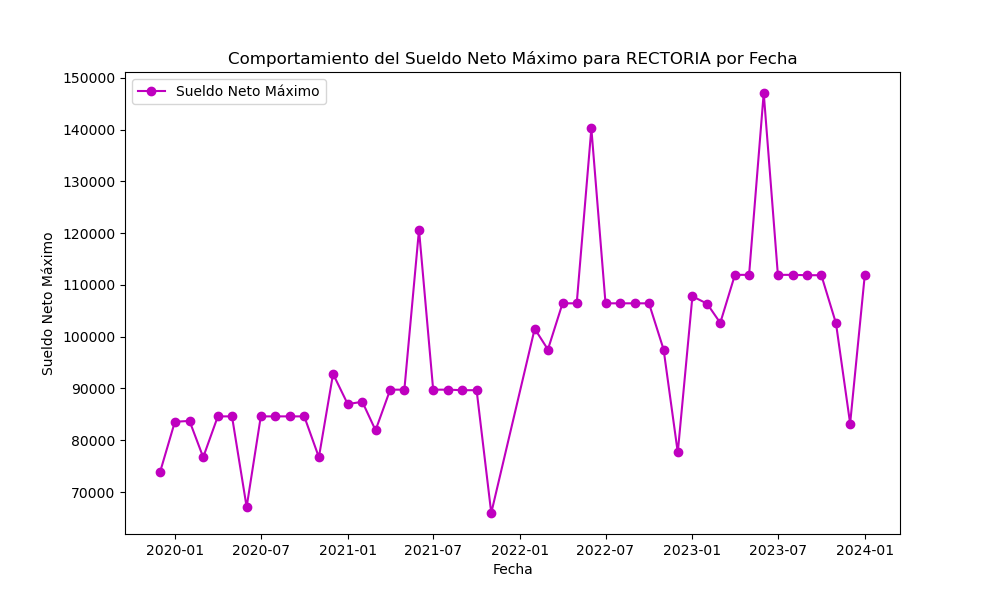 Comportamiento del Sueldo Neto Máximo para RECTORIA por Fecha
Sueldo Neto Máximo
150000
140000
130000
120000
110000
100000
90000
80000
70000
Sueldo Neto Máximo
2020-01 2020-07 2021-01 2021-07 2022-01 2022-07 2023-01 2023-07 2024-01
Fecha